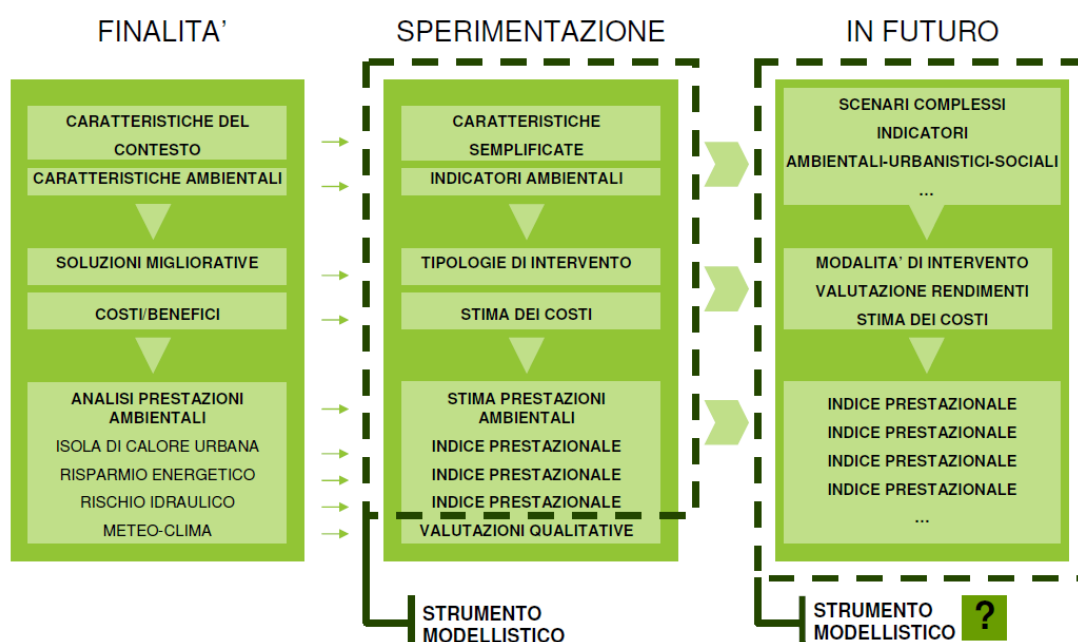 FINALITA'
CARATTERISTICHE DEL
CONTESTO
CARATTERISTICHE AMBIENTALI
SOLUZIONI MIGLIORATIVE
COSTI/BENEFICI
ANALISI PRESTAZIONI
AMBIENTALI
ISOLA DI CALORE URBANA
RISPARMIO ENERGETICO
RISCHIO IDRAULICO
METEO-CLIMA
SPERIMENTAZIONE
CARATTERISTICHE
SEMPLIFICATE
INDICATORI AMBIENTALI
TIPOLOGIE DI INTERVENTO
STIMA DEI COSTI
STIMA PRESTAZIONI
AMBIENTALI
INDICE PRESTAZIONALE
INDICE PRESTAZIONALE
INDICE PRESTAZIONALE
VALUTAZIONI QUALITATIVE
STRUMENTO
MODELLISTICO
IN FUTURO
SCENARI COMPLESSI
INDICATORI
AMBIENTALI-URBANISTICI-SOCIALI
...
MODALITA' DI INTERVENTO
VALUTAZIONE RENDIMENTI
STIMA DEI COSTI
INDICE PRESTAZIONALE
INDICE PRESTAZIONALE
INDICE PRESTAZIONALE
INDICE PRESTAZIONALE
...
STRUMENTO
MODELLISTICO
?